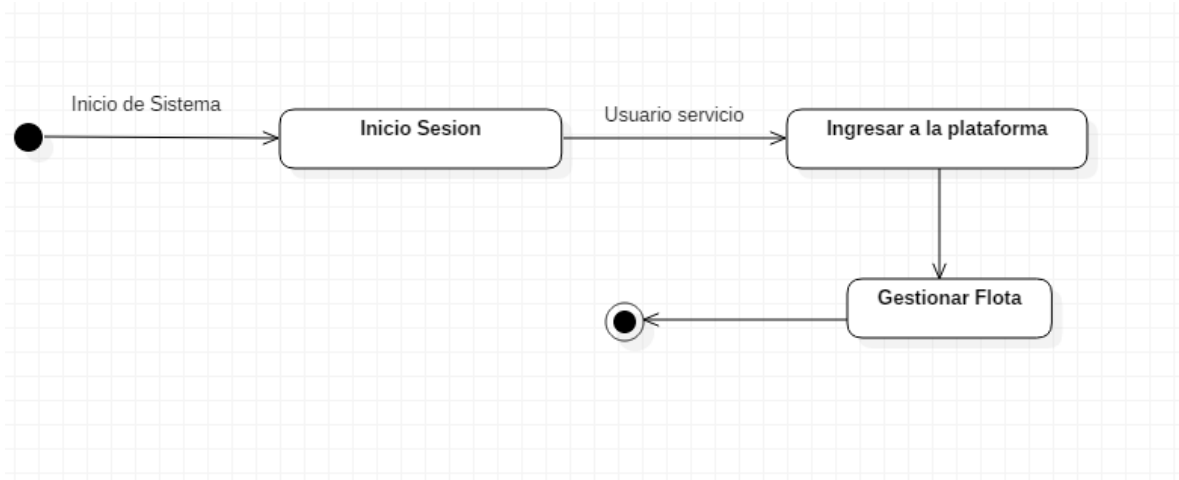 Inicio de Sistema
Inicio Sesion
Usuario servicio
Ingresar a la plataforma
Gestionar Flota